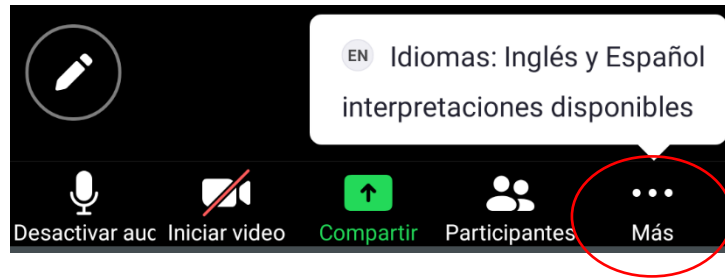 EN Idiomas: Inglés y Español
interpretaciones disponibles
Desactivar auc Iniciar video Compartir Participantes Más